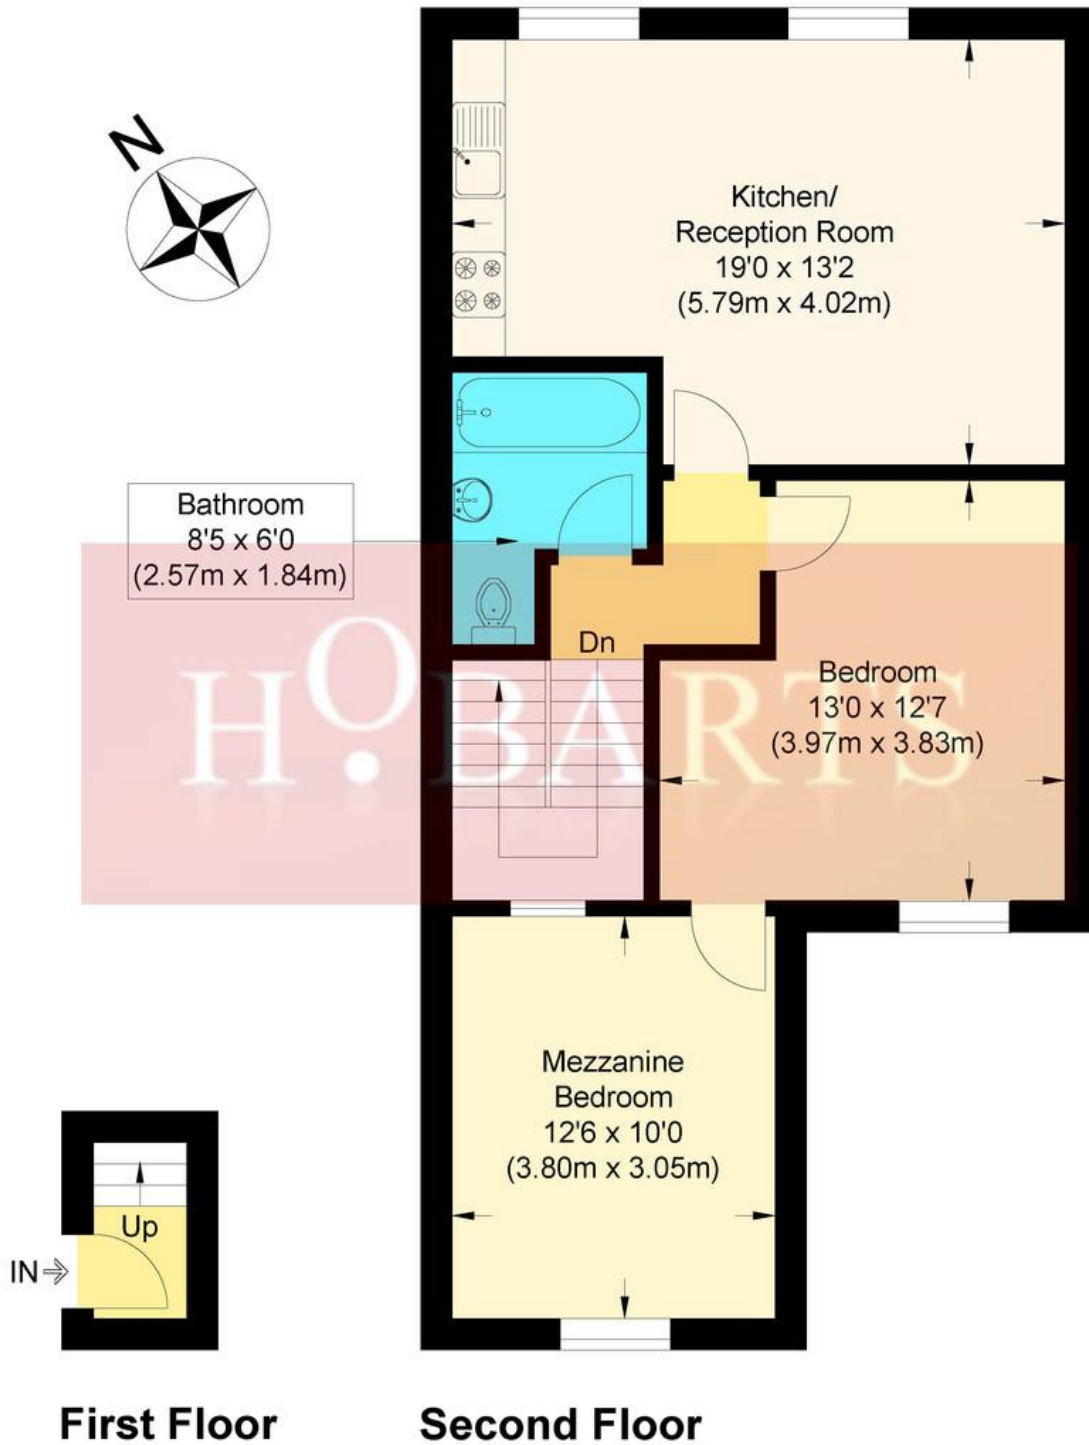 N
Kitchen/
Reception Room
19'0 x 13'2
(5.79m x 4.02m)
Bathroom
8'5 x 6'0
(2.57m x 1.84m)
Dn
HOBARTS
Bedroom
13'0 x 12'7
(3.97m x 3.83m)
Mezzanine
Bedroom
12'6 x 10'0
(3.80m x 3.05m)
Up
IN
First Floor
Second Floor